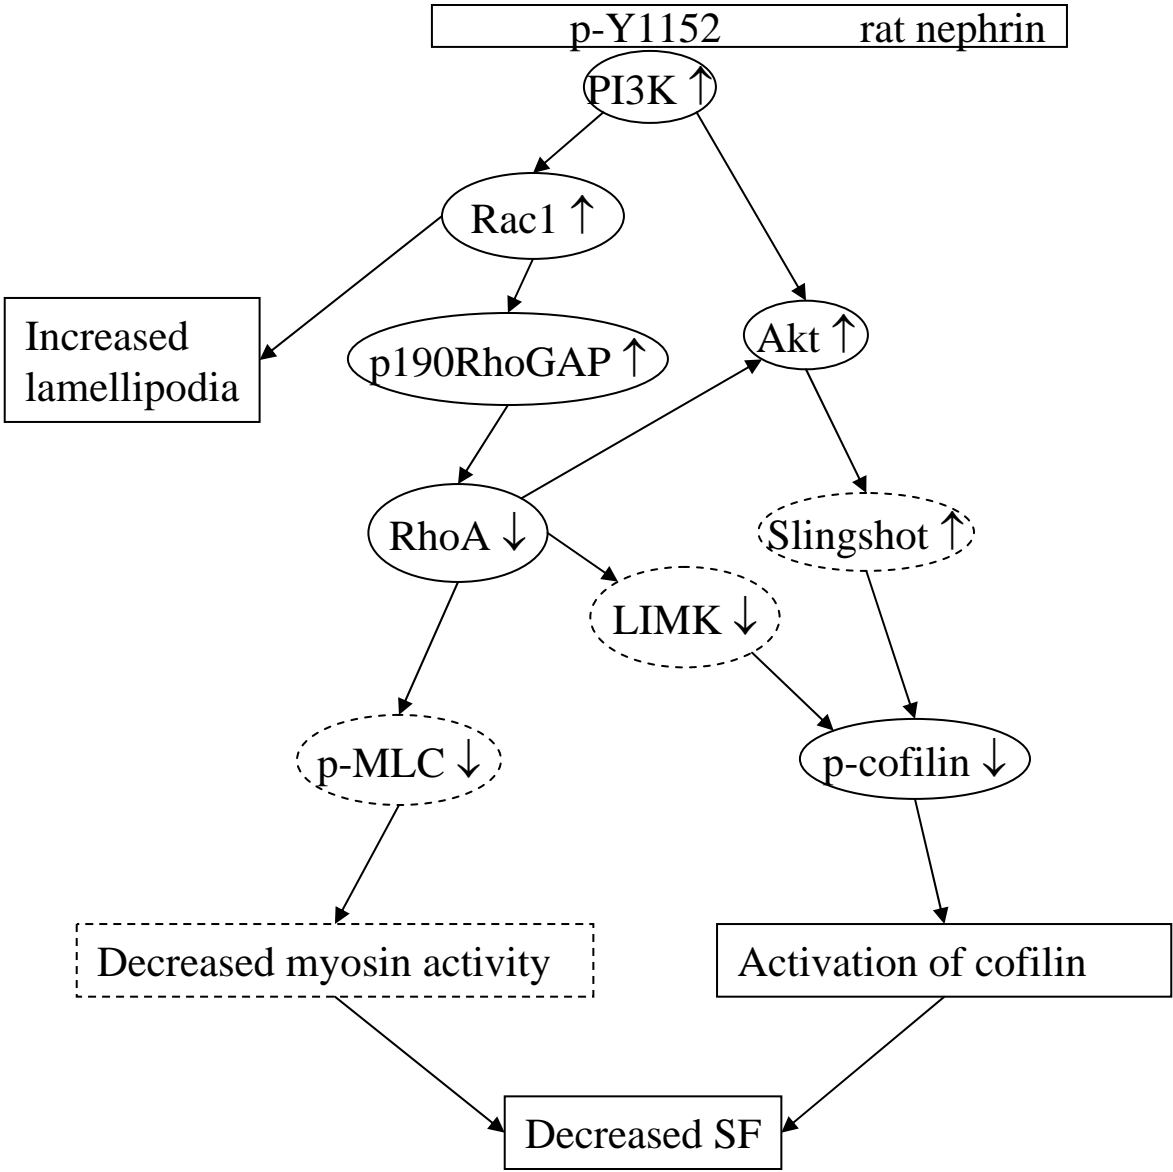 p-Y1152 rat nephrin
PI3K ↑
Rac1 ↑
Increased
lamellipodia
p190RhoGAP ↑
Akt ↑
RhoA ↓
Slingshot ↑
LIMK ↓
p-MLC ↓
p-cofilin ↓
Decreased myosin activity
Activation of cofilin
Decreased SF